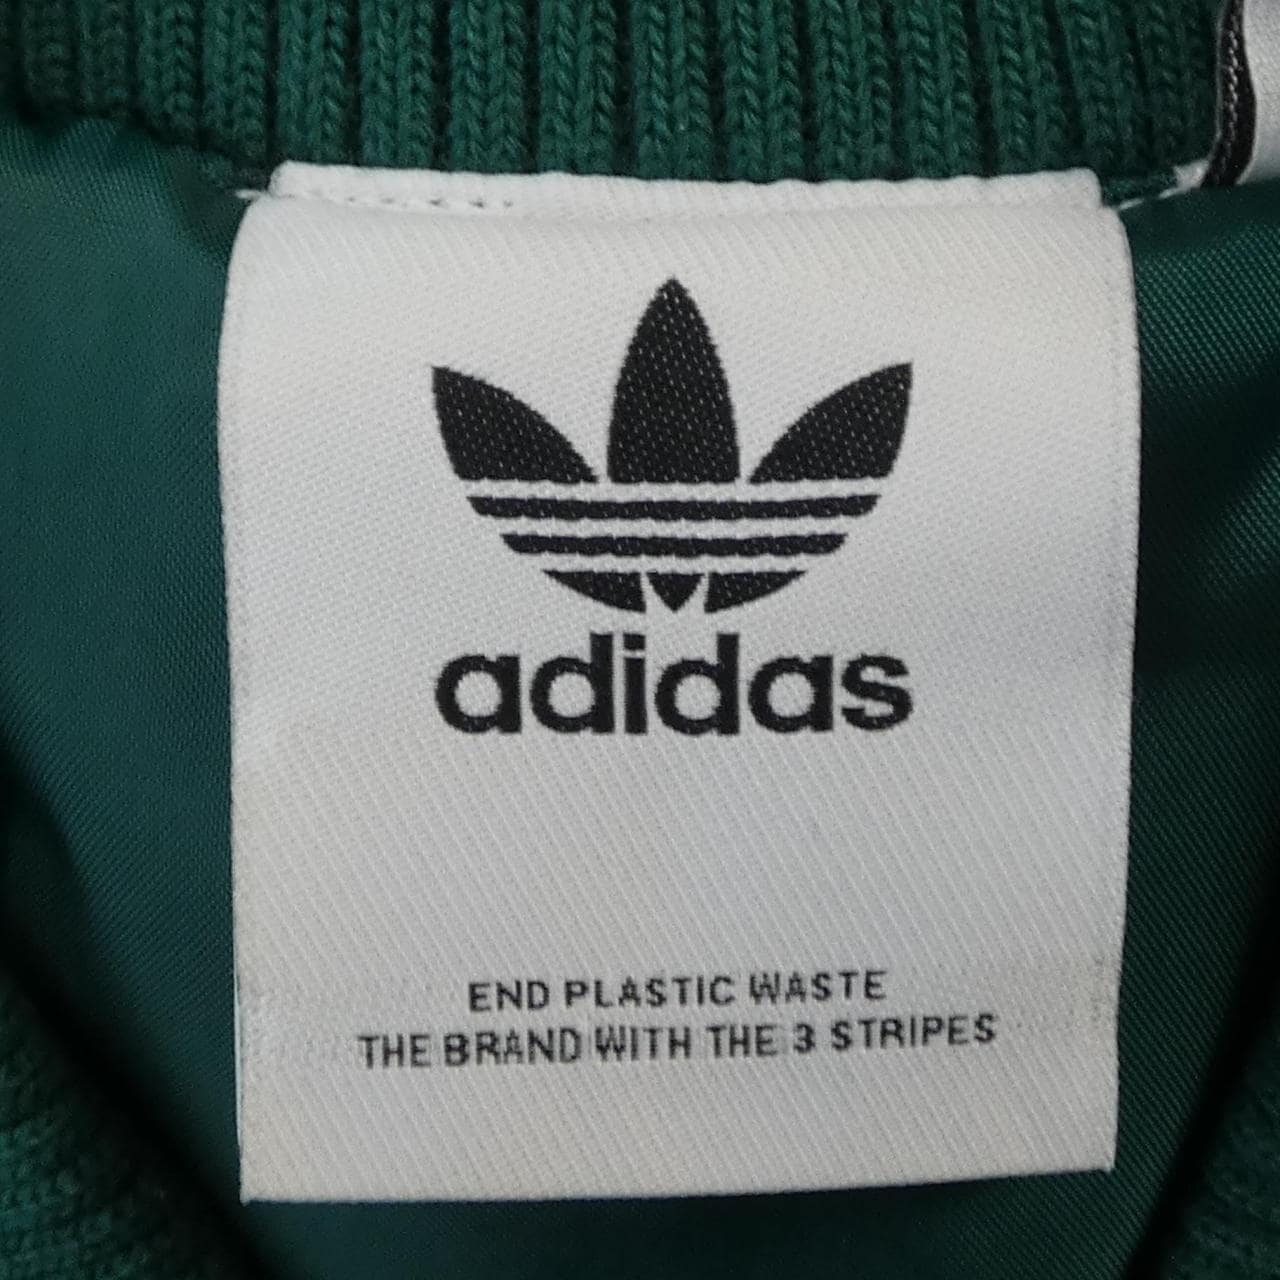 adidas
END PLASTIC WASTE
THE BRAND WITH THE 3 STRIPES